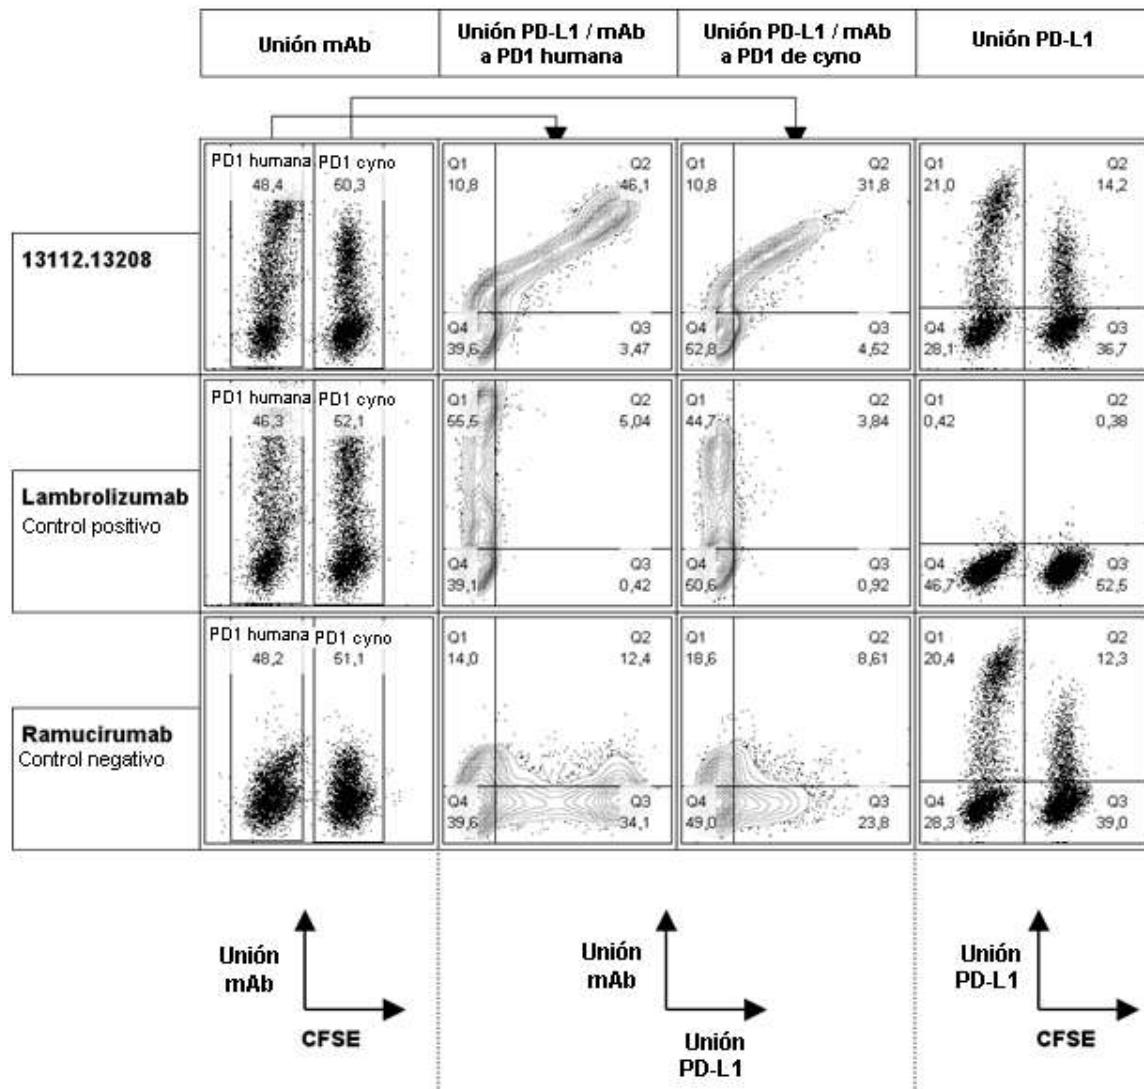 Unión mAb
Unión PD-L1 / mAb
a PD1 humana
Unión PD-L1 / mAb
a PD1 de cyno
Unión PD-L1
13112.13208
PD1 humana
48,4
PD1 cyno
60,3
Q1
10,8
Q2
46,1
Q4
39,6
Q3
3,47
Q1
10,8
Q2
31,8
Q4
52,8
Q3
4,52
Q1
21,0
Q2
14,2
Q4
28,1
Q3
36,7
Lambrolizumab
Control positivo
PD1 humana
46,3
PD1 cyno
52,1
Q1
55,5
Q2
5,04
Q4
39,1
Q3
0,42
Q1
44,7
Q2
3,84
Q4
50,6
Q3
0,92
Q1
0,42
Q2
0,38
Q4
46,7
Q3
52,5
Ramucirumab
Control negativo
PD1 humana
48,2
PD1 cyno
51,1
Q1
14,0
Q2
12,4
Q4
39,6
Q3
34,1
Q1
18,6
Q2
8,61
Q4
49,0
Q3
23,8
Q1
20,4
Q2
12,3
Q4
28,3
Q3
39,0
Unión
mAb
CFSE
Unión
mAb
Unión
PD-L1
Unión
PD-L1
CFSE